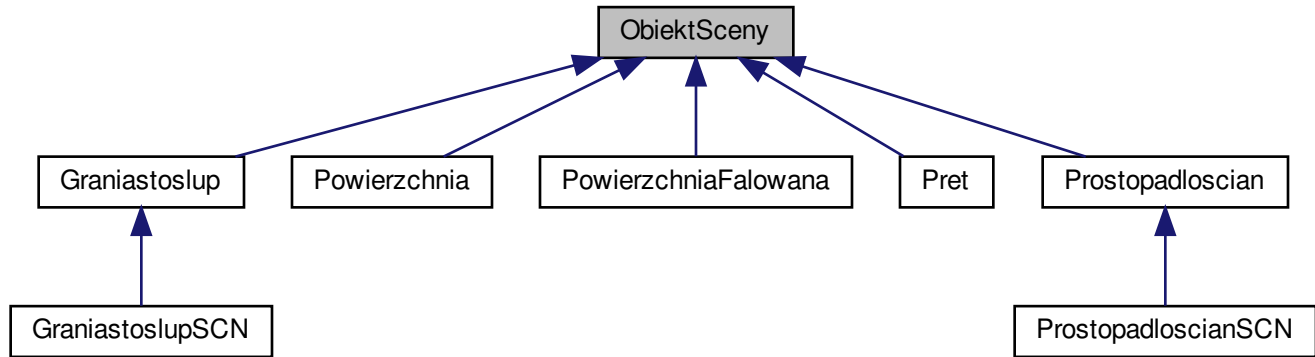 ObiektSceny
Graniastoslup
Powierzchnia
PowierzchniaFalowana
Pret
Prostopadloscian
GraniastoslupSCN
ProstopadloscianSCN